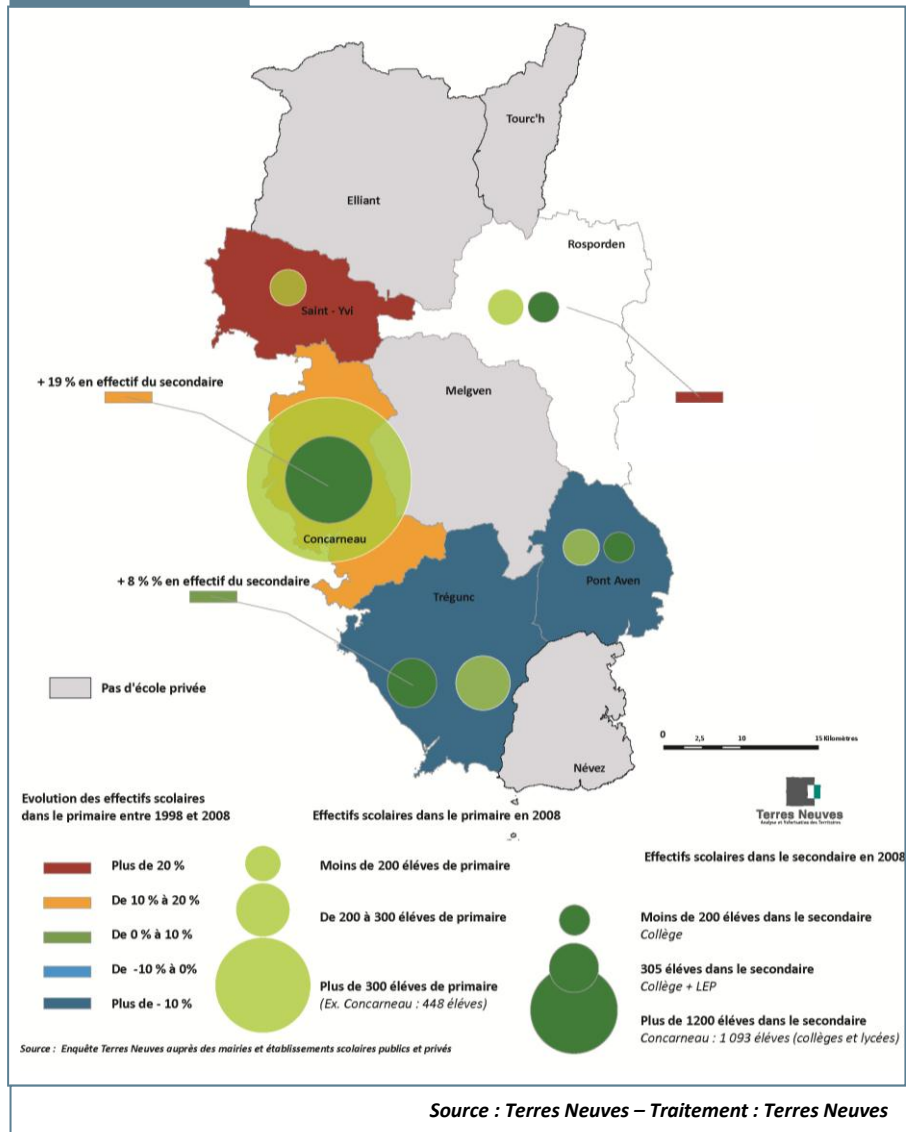 Tourc'h
Elliant
Rosporden
Saint - Yvi
+ 19 % en effectif du secondaire
Melgven
Concarneau
+ 8 % % en effectif du secondaire
Pont Aven
Trégunc
Pas d'école privée
0 2,5 10 15 Kilomètres
Névez
Terres Neuves
Analyse et Valorisation des Territoires
Evolution des effectifs scolaires
dans le primaire entre 1998 et 2008
Plus de 20 %
De 10 % à 20 %
De 0 % à 10 %
De -10 % à 0%
Plus de - 10 %
Effectifs scolaires dans le primaire en 2008
Moins de 200 éléves de primaire
De 200 à 300 éléves de primaire
Plus de 300 éléves de primaire
(Ex. Concarneau : 448 éléves)
Effectifs scolaires dans le secondaire en 2008
Moins de 200 éléves dans le secondaire
Collège
305 éléves dans le secondaire
Collège + LEP
Plus de 1200 éléves dans le secondaire
Concarneau : 1 093 éléves (collèges et lycées)
Source : Enquête Terres Neuves auprès des mairies et établissements scolaires publics et privés
Source : Terres Neuves – Traitement : Terres Neuves